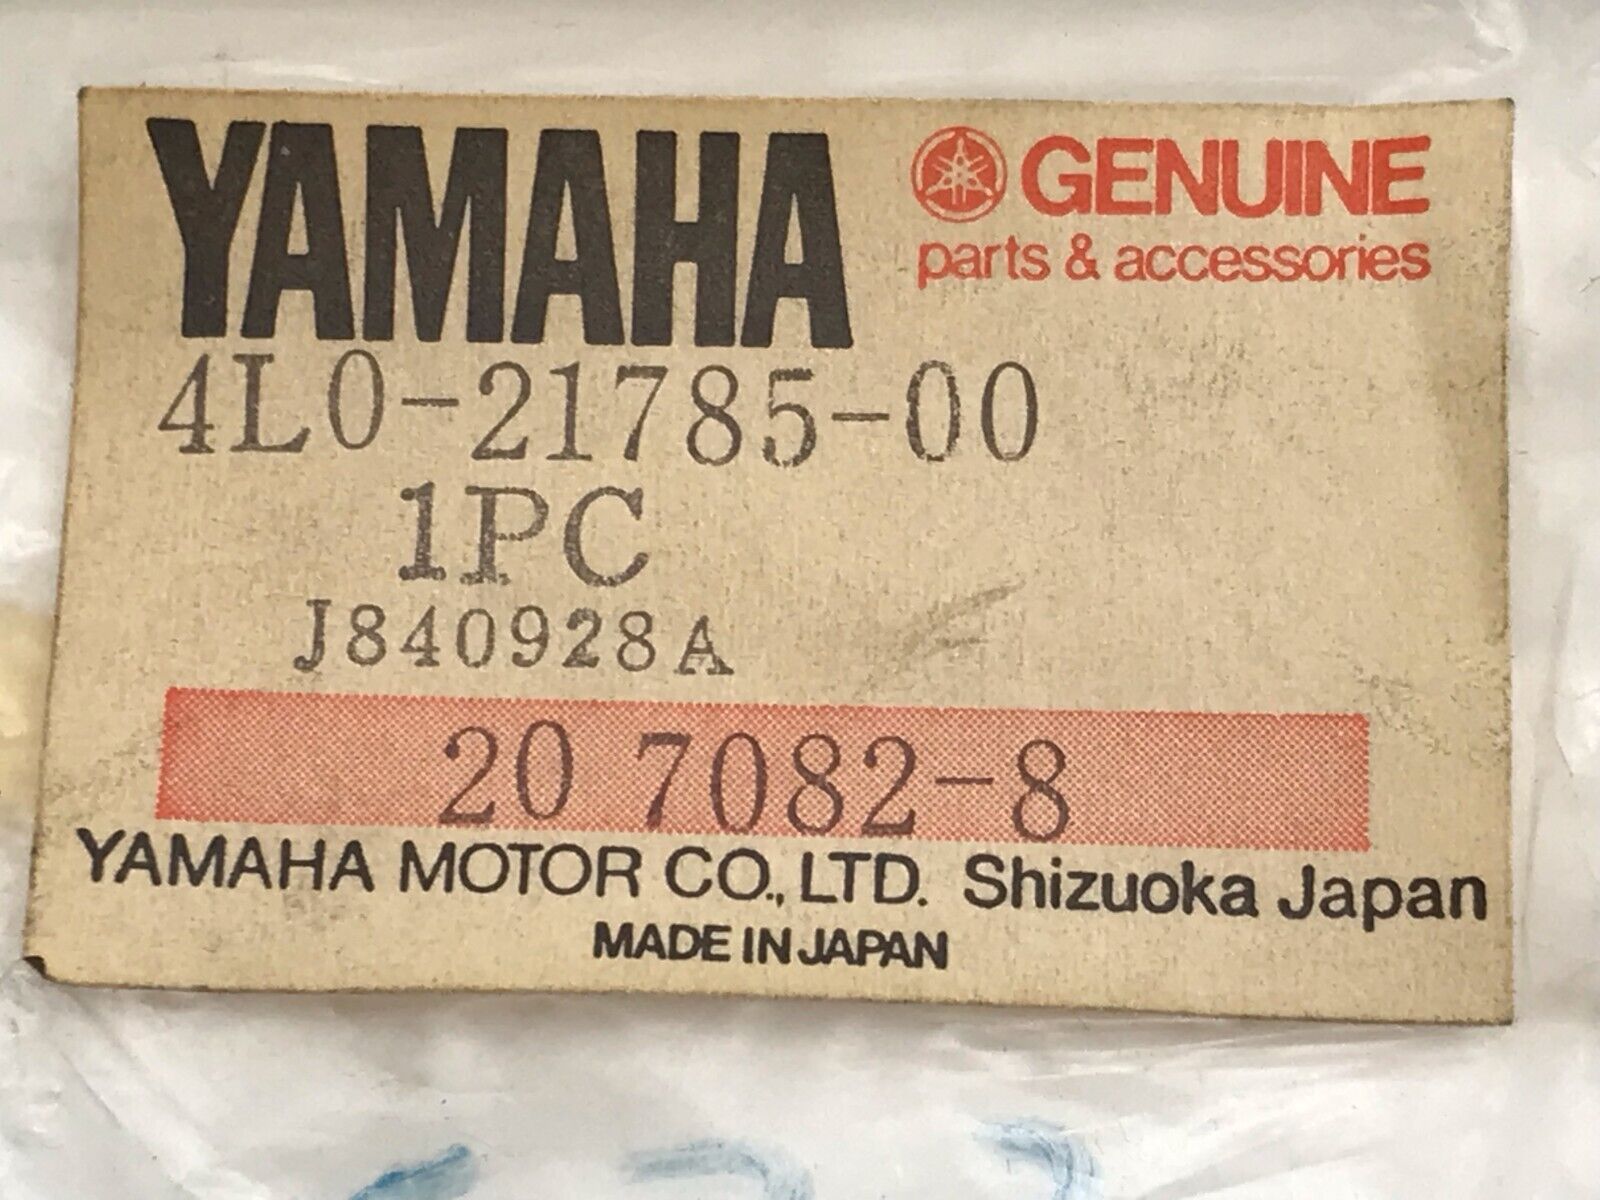 YAMAHA
GENUINE
parts & accessories
4L0-21785-00
1PC
J840928A
20 7082-8
YAMAHA MOTOR CO., LTD. Shizuoka Japan
MADE IN JAPAN